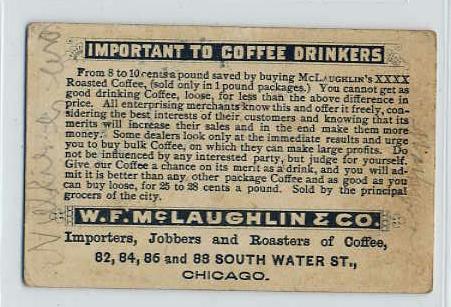 IMPORTANT TO COFFEE DRINKERS
From 8 to 10 cents a pound saved by buying McLAUGHLIN'S XXXX
Roasted Coffee, (sold only in 1 pound packages.) You cannot get as
good drinking Coffee, loose, for less than the above difference in
price. All enterprising merchants know this and offer it freely, con-
sidering the best interests of their customers and knowing that its
merits will increase their sales and in the end make them more
money. Some dealers look only at the immediate results and urge
you to buy bulk Coffee, on which they can make large profits. Do
not be influenced by any interested party, but judge for yourself.
Give our Coffee a chance on its merit as a drink, and you will ad-
mit it is better than any other package Coffee and as good as you
can buy loose, for 25 to 28 cents a pound. Sold by the principal
grocers of the city.
W. F. McLAUGHLIN & CO.
Importers, Jobbers and Roasters of Coffee,
82, 84, 86 and 88 SOUTH WATER ST.,
CHICAGO.